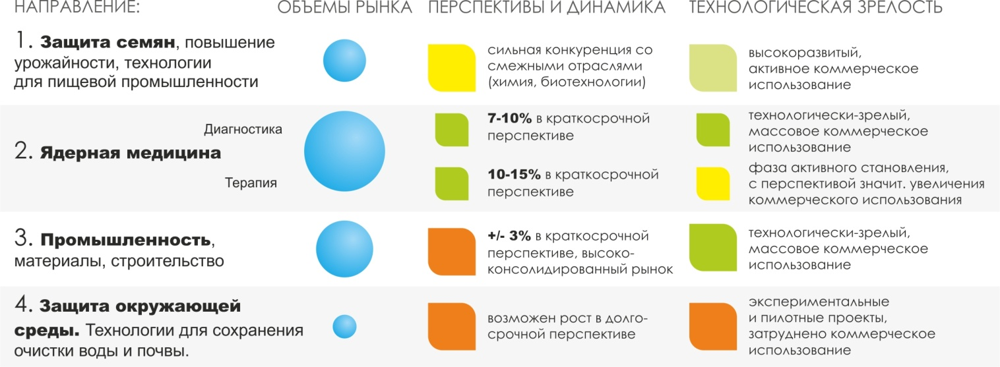 НАПРАВЛЕНИЕ: ОБЪЕМЫ РЫНКА ПЕРСПЕКТИВЫ И ДИНАМИКА ТЕХНОЛОГИЧЕСКАЯ ЗРЕЛОСТЬ
1. Защита семян, повышение
урожайности, технологии
для пищевой промышленности
сильная конкуренция со
смежными отраслями
(химия, биотехнологии)
высокоразвитый,
активное коммерческое
использование
2. Ядерная медицина
Диагностика
7-10% в краткосрочной
перспективе
технологически-зрелый,
массовое коммерческое
использование
Терапия
10-15% в краткосрочной
перспективе
фаза активного становления,
с перспективой значит. увеличения
коммерческого использования
3. Промышленность,
материалы, строительство
+/- 3% в краткосрочной
перспективе, высоко-
консолидированный рынок
технологически-зрелый,
массовое коммерческое
использование
4. Защита окружающей
среды. Технологии для сохранения
очистки воды и почвы.
возможен рост в долго-
срочной перспективе
экспериментальные
и пилотные проекты,
затруднено коммерческое
использование